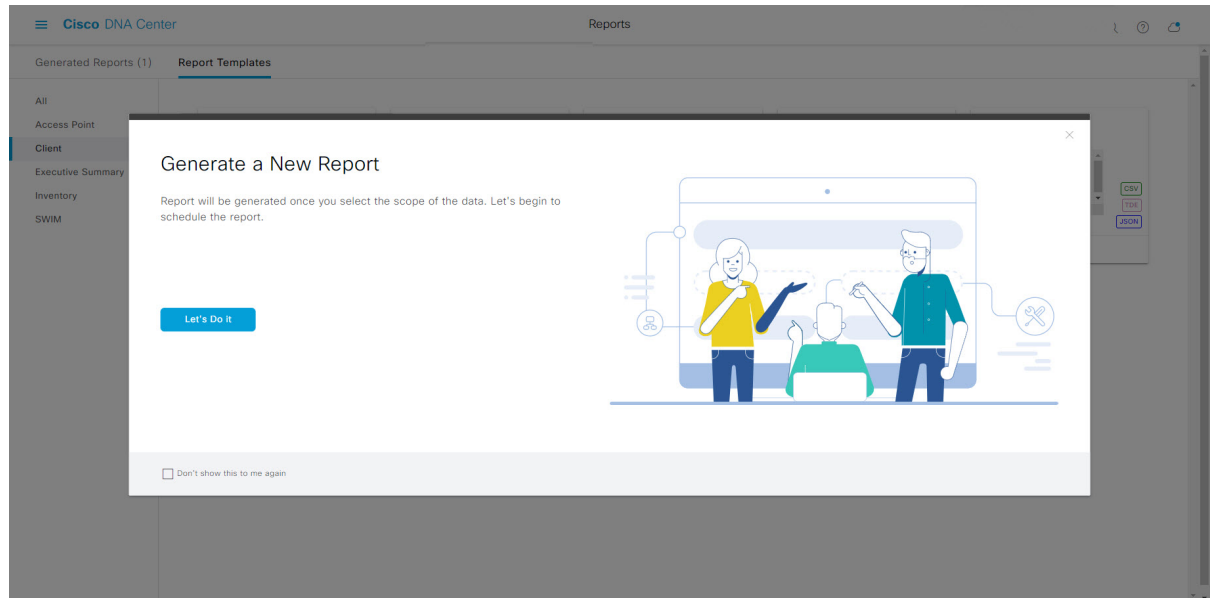 Cisco DNA Center
Reports
Generated Reports (1)
Report Templates
All
Access Point
Client
Executive Summary
Inventory
SWIM
Generate a New Report
Report will be generated once you select the scope of the data. Let's begin to
schedule the report.
Let's Do it
Don't show this to me again
CSV
TDE
JSON